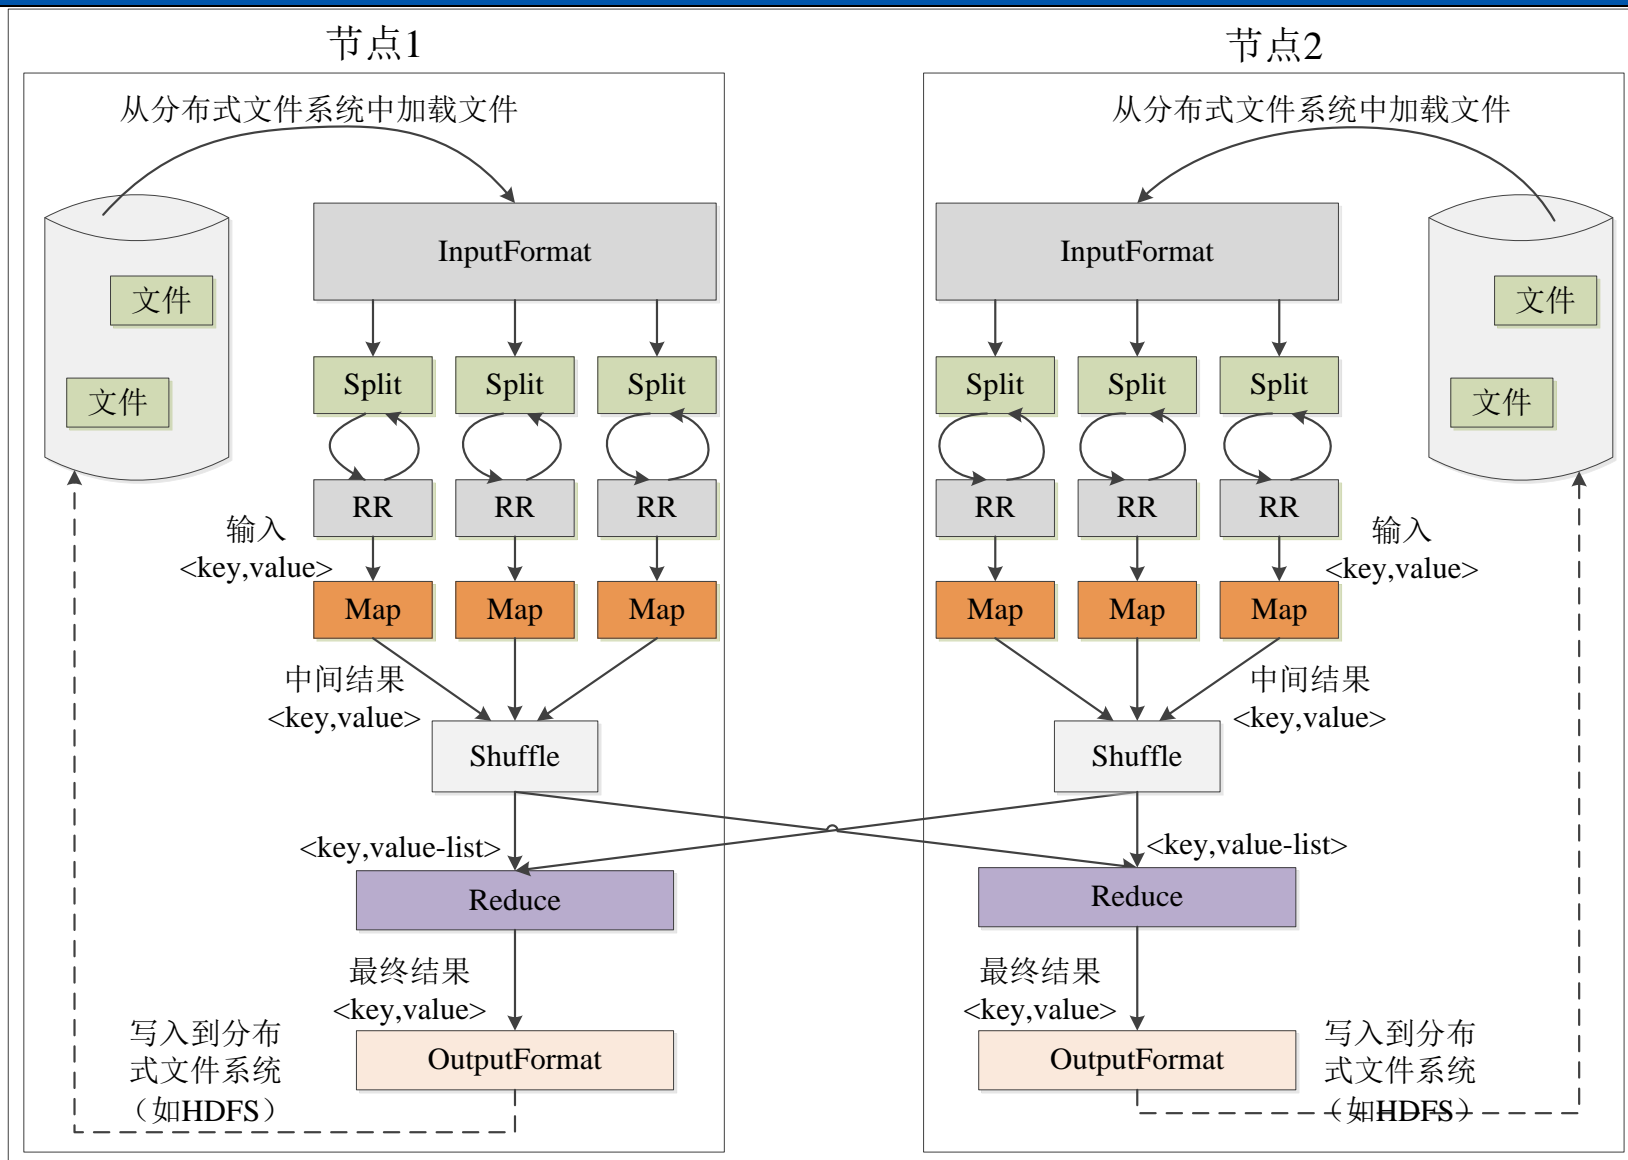 节点1
节点2
从分布式文件系统中加载文件
从分布式文件系统中加载文件
InputFormat
InputFormat
文件
文件
文件
文件
Split
Split
Split
Split
Split
Split
RR
RR
RR
RR
RR
RR
输入
<key,value>
输入
<key,value>
Map
Map
Map
Map
Map
Map
中间结果
<key,value>
中间结果
<key,value>
Shuffle
Shuffle
<key,value-list>
<key,value-list>
Reduce
Reduce
最终结果
<key,value>
最终结果
<key,value>
写入到分布
式文件系统
（如HDFS）
OutputFormat
OutputFormat
写入到分布
式文件系统
（如HDFS）